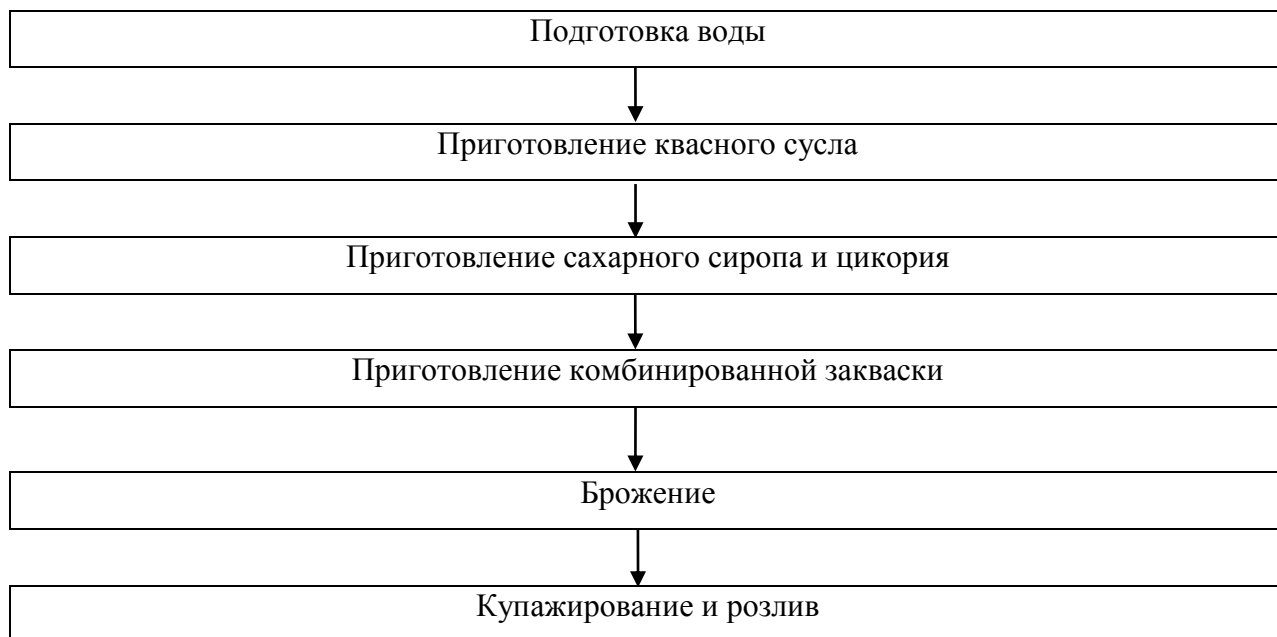 Подготовка воды
Приготовление квасного сусла
Приготовление сахарного сиропа и цикория
Приготовление комбинированной закваски
Брожение
Купажирование и розлив